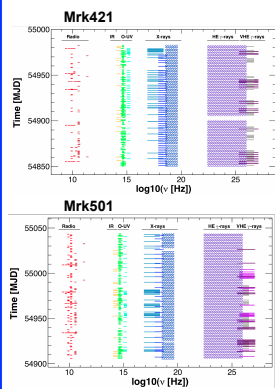 Mrk421
Radio IR O-UV X-rays HE γ-rays VHE γ-rays
55000
54950
54900
54850
Time [MJD]
10 15 20 25
log10(ν [Hz])
Mrk501
Radio IR O-UV X-rays HE γ-rays VHE γ-rays
55050
55000
54950
54900
Time [MJD]
10 15 20 25
log10(ν [Hz])